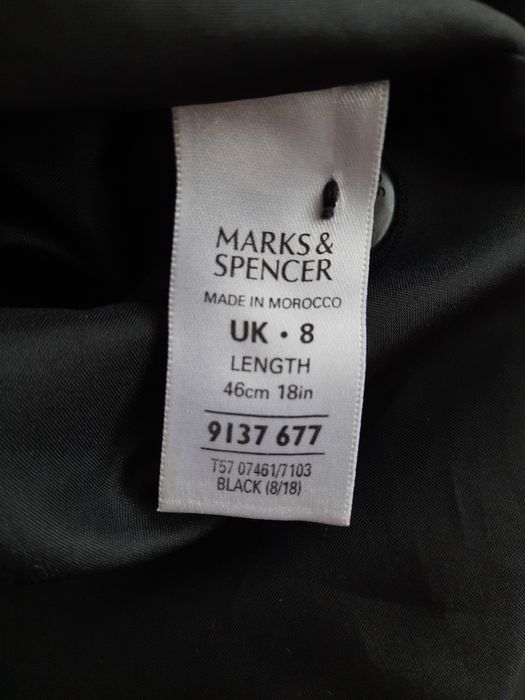 MARKS &
SPENCER
MADE IN MOROCCO
UK • 8
LENGTH
46cm 18in
9137 677
T57 07461/7103
BLACK (8/18)